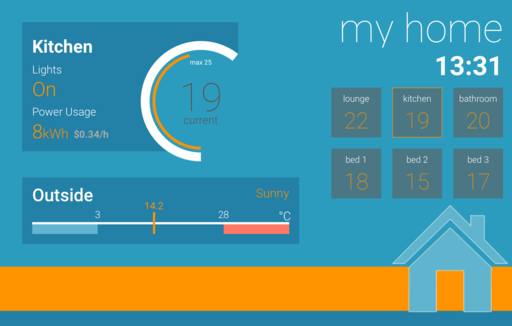 my home
13:31
Kitchen
Lights
On
Power Usage
8kWh $0.34/h
max 25
19
current
lounge kitchen bathroom
22 19 20
bed 1 bed 2 bed 3
18 15 17
Outside
Sunny
14.2
3 28 °C